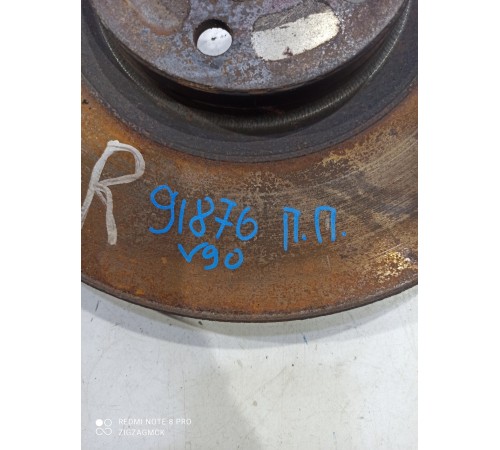 R 91876 П.П.
V90
REDMI NOTE 8 PRO
ZIGZAGMCK